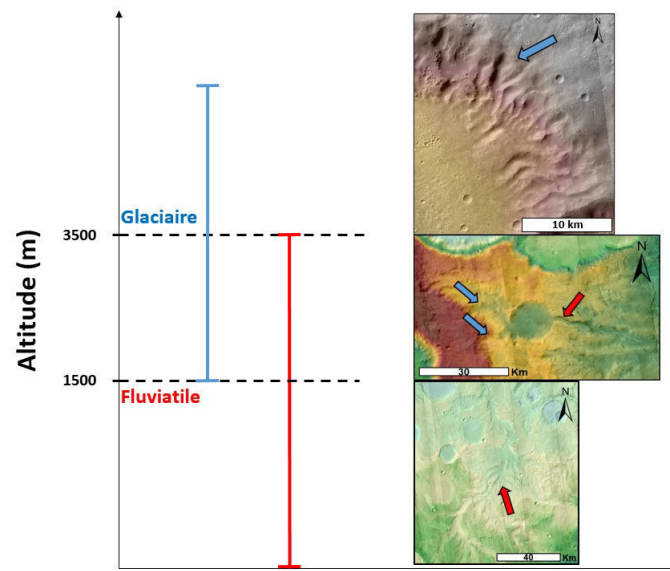 Altitude (m)
Glaciaire
3500
1500
Fluviatile
N
10 km
N
30 Km
N
40 Km